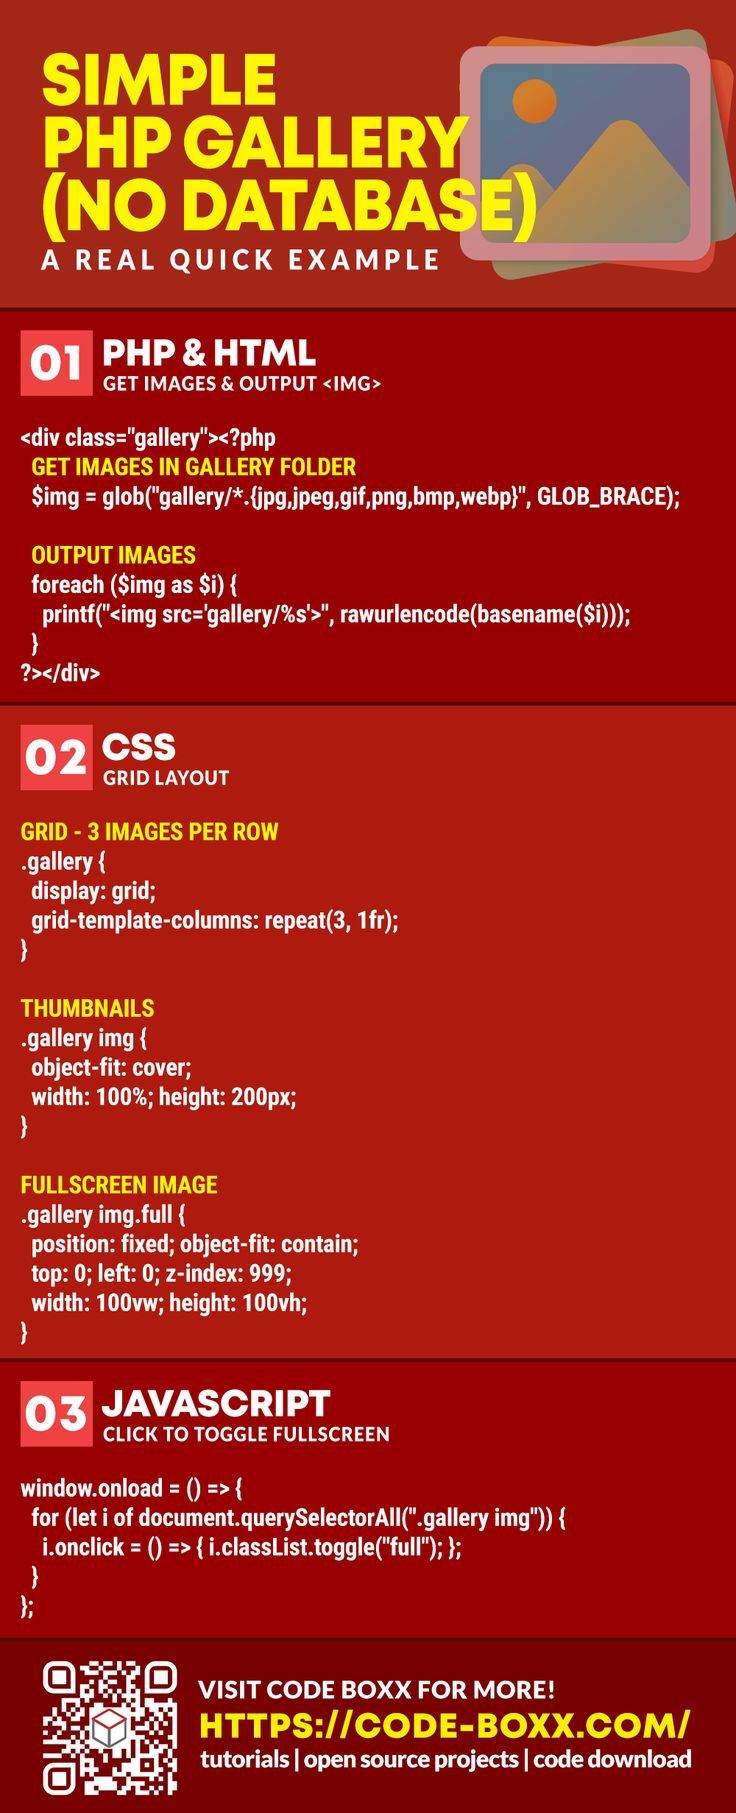 SIMPLE
PHP GALLERY
(NO DATABASE)
A REAL QUICK EXAMPLE
01 PHP & HTML
GET IMAGES & OUTPUT <IMG>
<div class="gallery"><?php
GET IMAGES IN GALLERY FOLDER
$img = glob("gallery/*.{jpg,jpeg,gif,png,bmp,webp}", GLOB_BRACE);
OUTPUT IMAGES
foreach ($img as $i) {
printf("<img src='gallery/%s'>", rawurlencode(basename($i)));
}
?></div>
02 CSS
GRID LAYOUT
GRID - 3 IMAGES PER ROW
.gallery {
display: grid;
grid-template-columns: repeat(3, 1fr);
}
THUMBNAILS
.gallery img {
object-fit: cover;
width: 100%; height: 200px;
}
FULLSCREEN IMAGE
.gallery img.full {
position: fixed; object-fit: contain;
top: 0; left: 0; z-index: 999;
width: 100vw; height: 100vh;
}
03 JAVASCRIPT
CLICK TO TOGGLE FULLSCREEN
window.onload = () => {
for (let i of document.querySelectorAll(".gallery img")) {
i.onclick = () => { i.classList.toggle("full"); };
}
};
VISIT CODE BOXX FOR MORE!
HTTPS://CODE-BOXX.COM/
tutorials | open source projects | code download